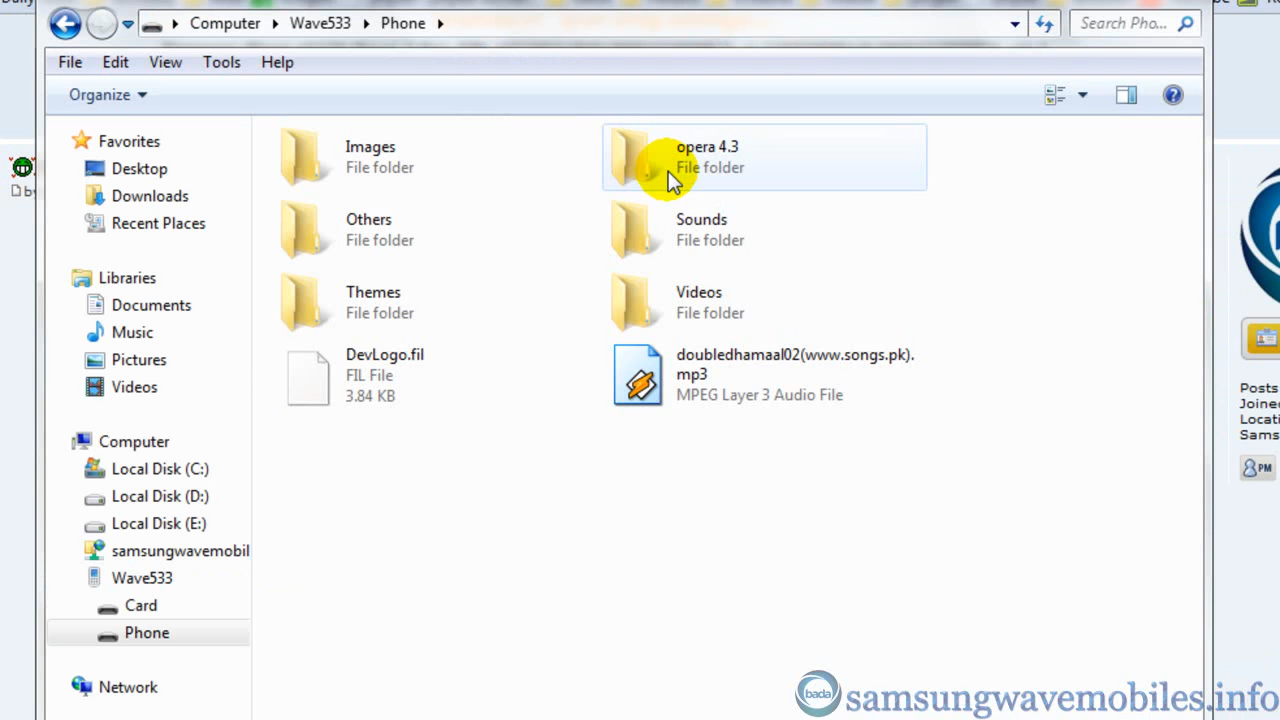 Computer Wave533 Phone Search Pho...
File Edit View Tools Help
Organize
Favorites
Desktop
Downloads
Recent Places
Libraries
Documents
Music
Pictures
Videos
Computer
Local Disk (C:)
Local Disk (D:)
Local Disk (E:)
samsungwavemobil
Wave533
Card
Phone
Network
Images
File folder
opera 4.3
File folder
Others
File folder
Sounds
File folder
Themes
File folder
Videos
File folder
DevLogo.fil
FIL File
3.84 KB
doubledhamaal02(www.songs.pk).
mp3
MPEG Layer 3 Audio File
by
Posts
Joine
Locati
Sams
PM
bada
samsungwavemobiles.info